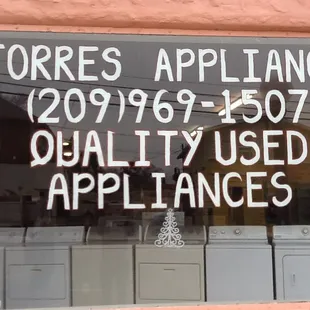 TORRES APPLIANC
(209)969-1507
QUALITY USED
APPLIANCES